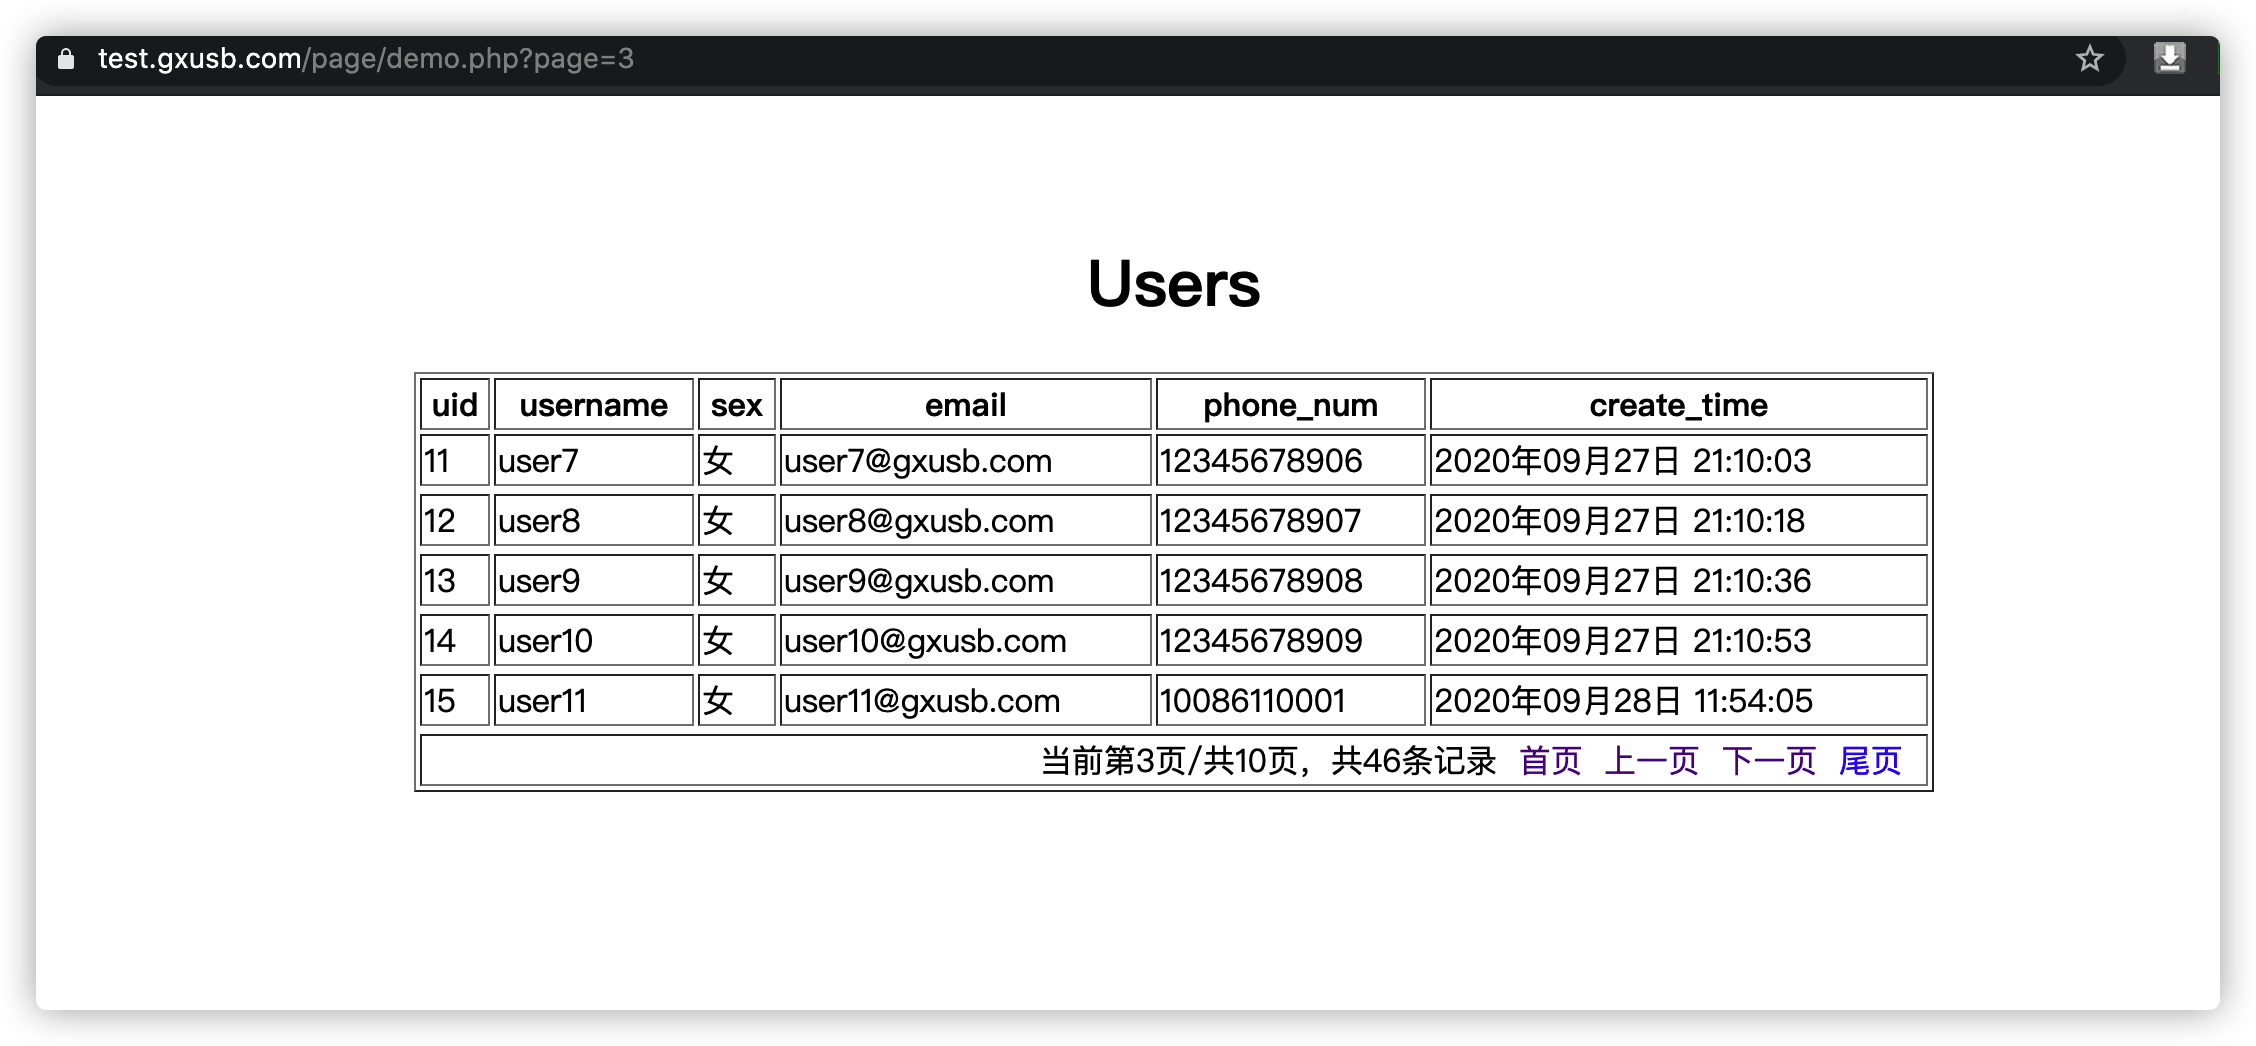 test.gxusb.com/page/demo.php?page=3
Users
uid username sex email phone_num create_time
11 user7 女 user7@gxusb.com 12345678906 2020年09月27日 21:10:03
12 user8 女 user8@gxusb.com 12345678907 2020年09月27日 21:10:18
13 user9 女 user9@gxusb.com 12345678908 2020年09月27日 21:10:36
14 user10 女 user10@gxusb.com 12345678909 2020年09月27日 21:10:53
15 user11 女 user11@gxusb.com 10086110001 2020年09月28日 11:54:05
当前第3页/共10页，共46条记录 首页 上一页 下一页 尾页